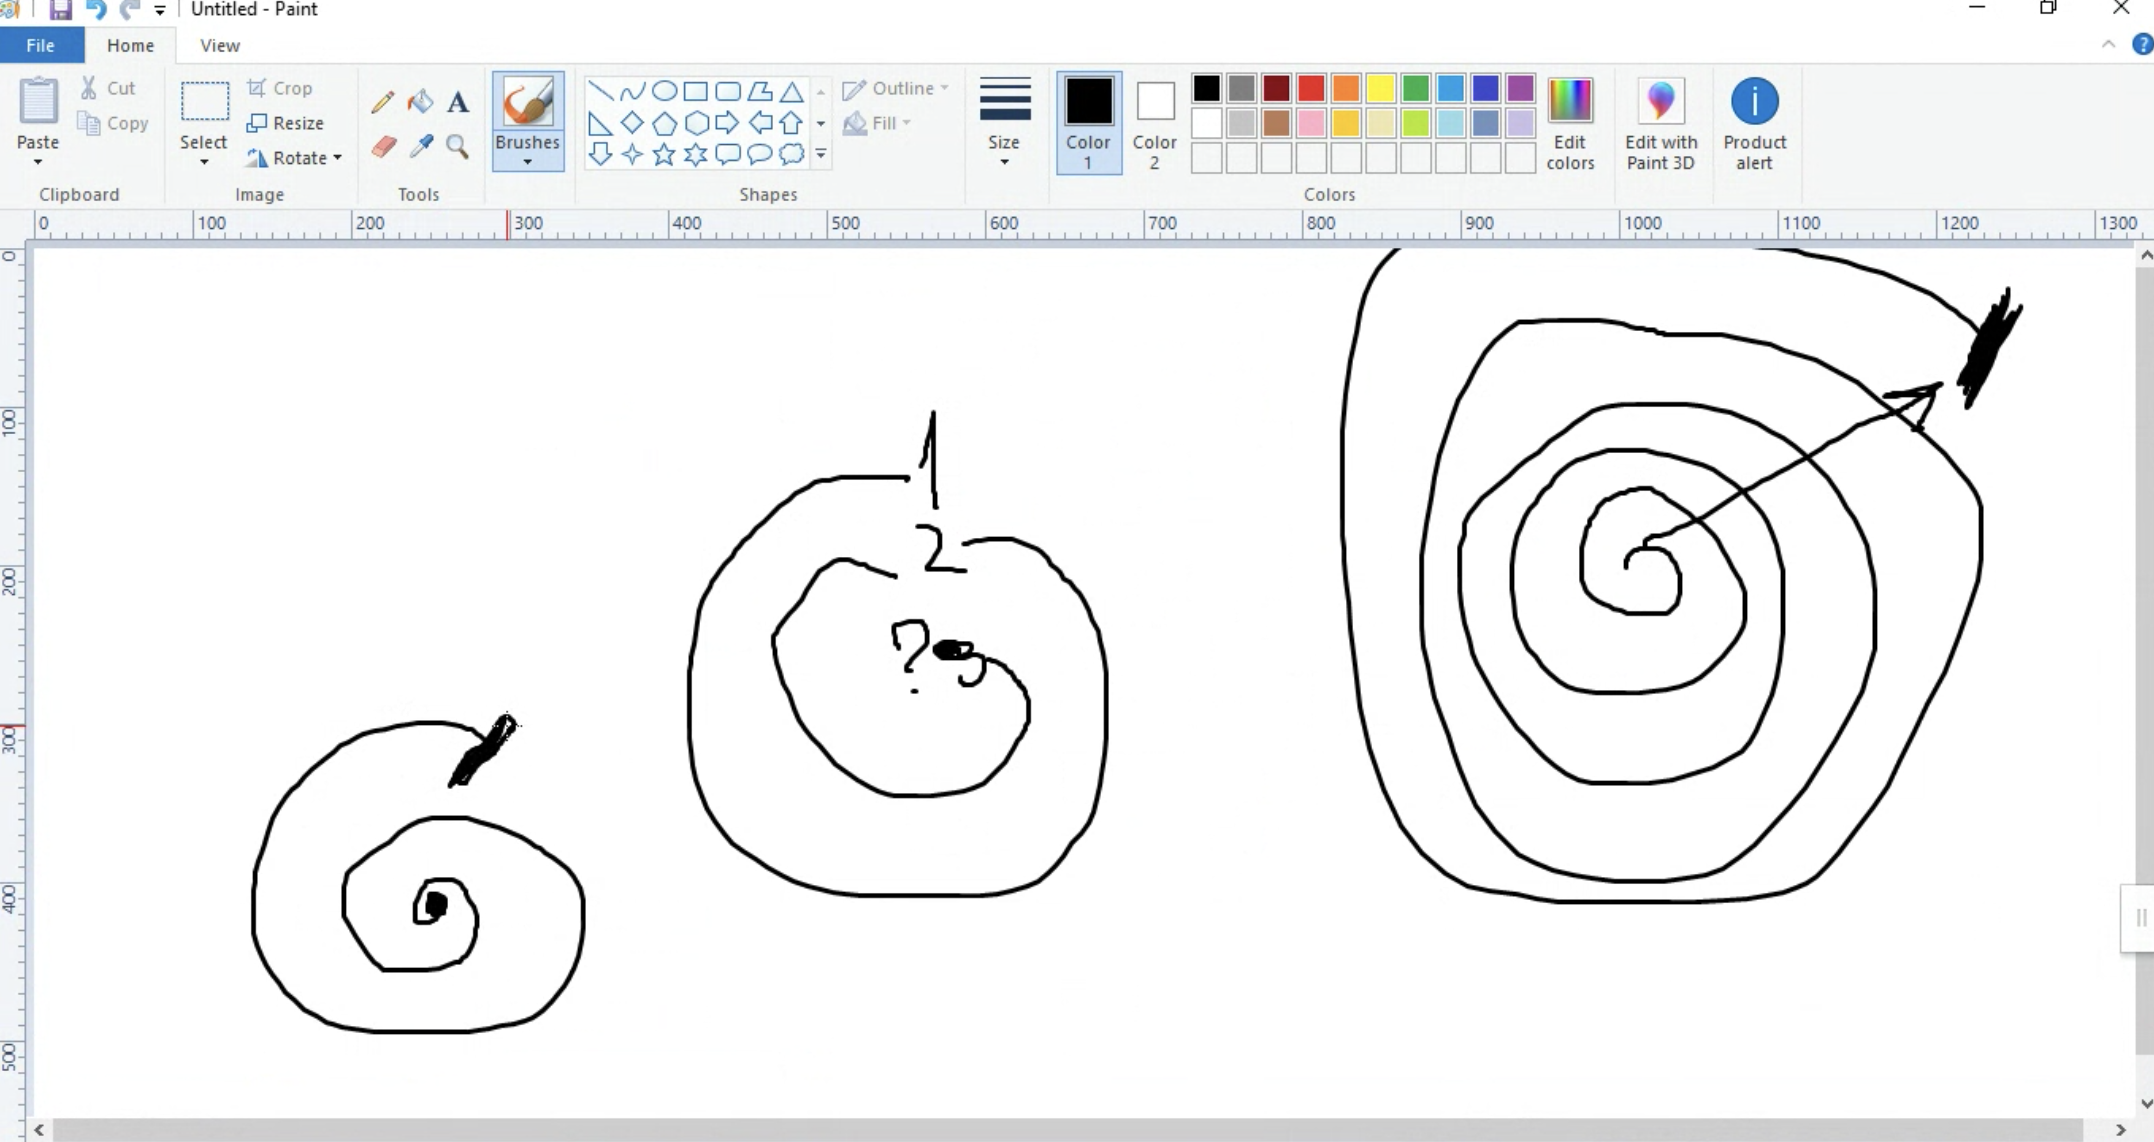 Untitled - Paint
File Home View
Paste
Cut
Copy
Clipboard
Select
Crop
Resize
Rotate
Image
A
Tools
Brushes
Shapes
Outline
Fill
Size
Color 1
Color 2
Edit colors
Edit with Paint 3D
Product alert
Colors
0 100 200 300 400 500 600 700 800 900 1000 1100 1200 1300
0
100
200
300
400
500
1
2
?